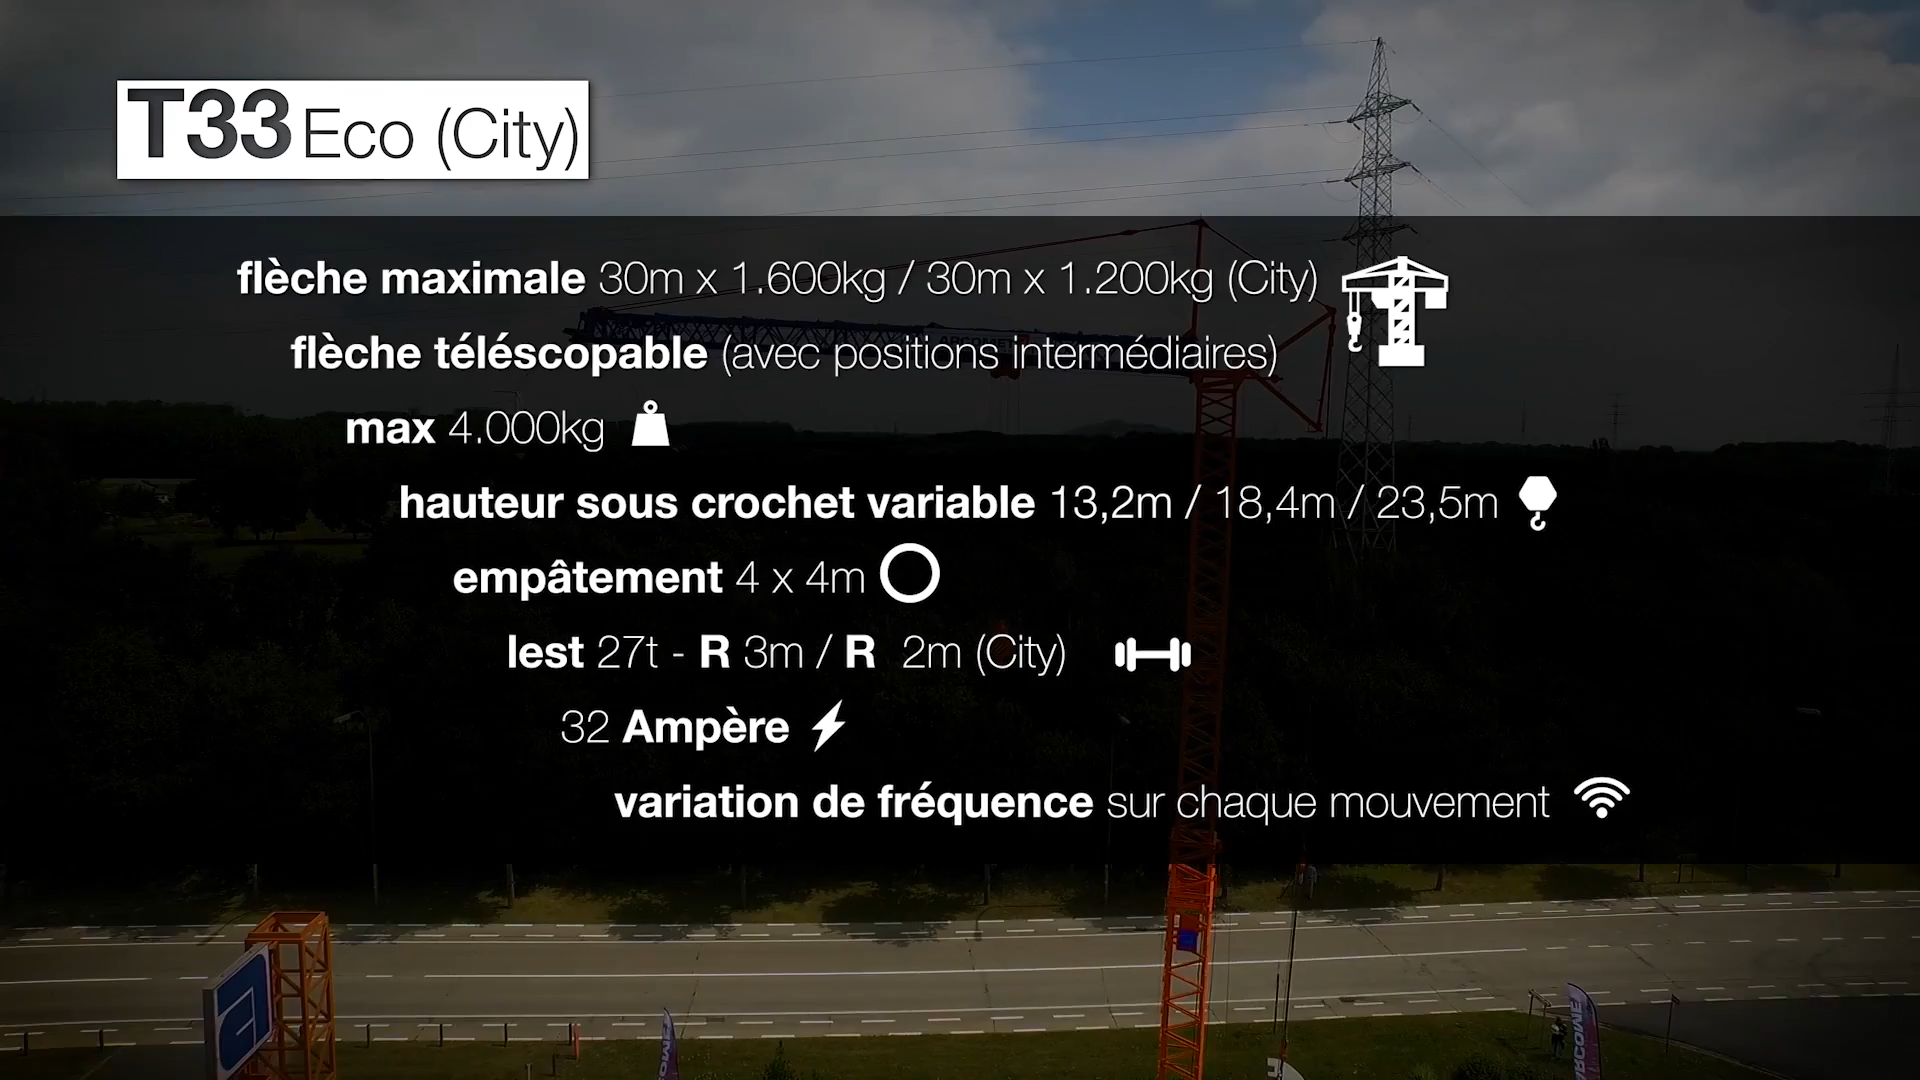 T33 Eco (City)
flèche maximale 30m x 1.600kg / 30m x 1.200kg (City)
flèche téléscopable (avec positions intermédiaires)
max 4.000kg
hauteur sous crochet variable 13,2m / 18,4m / 23,5m
empâtement 4 x 4m
lest 27t - R 3m / R 2m (City)
32 Ampère
variation de fréquence sur chaque mouvement